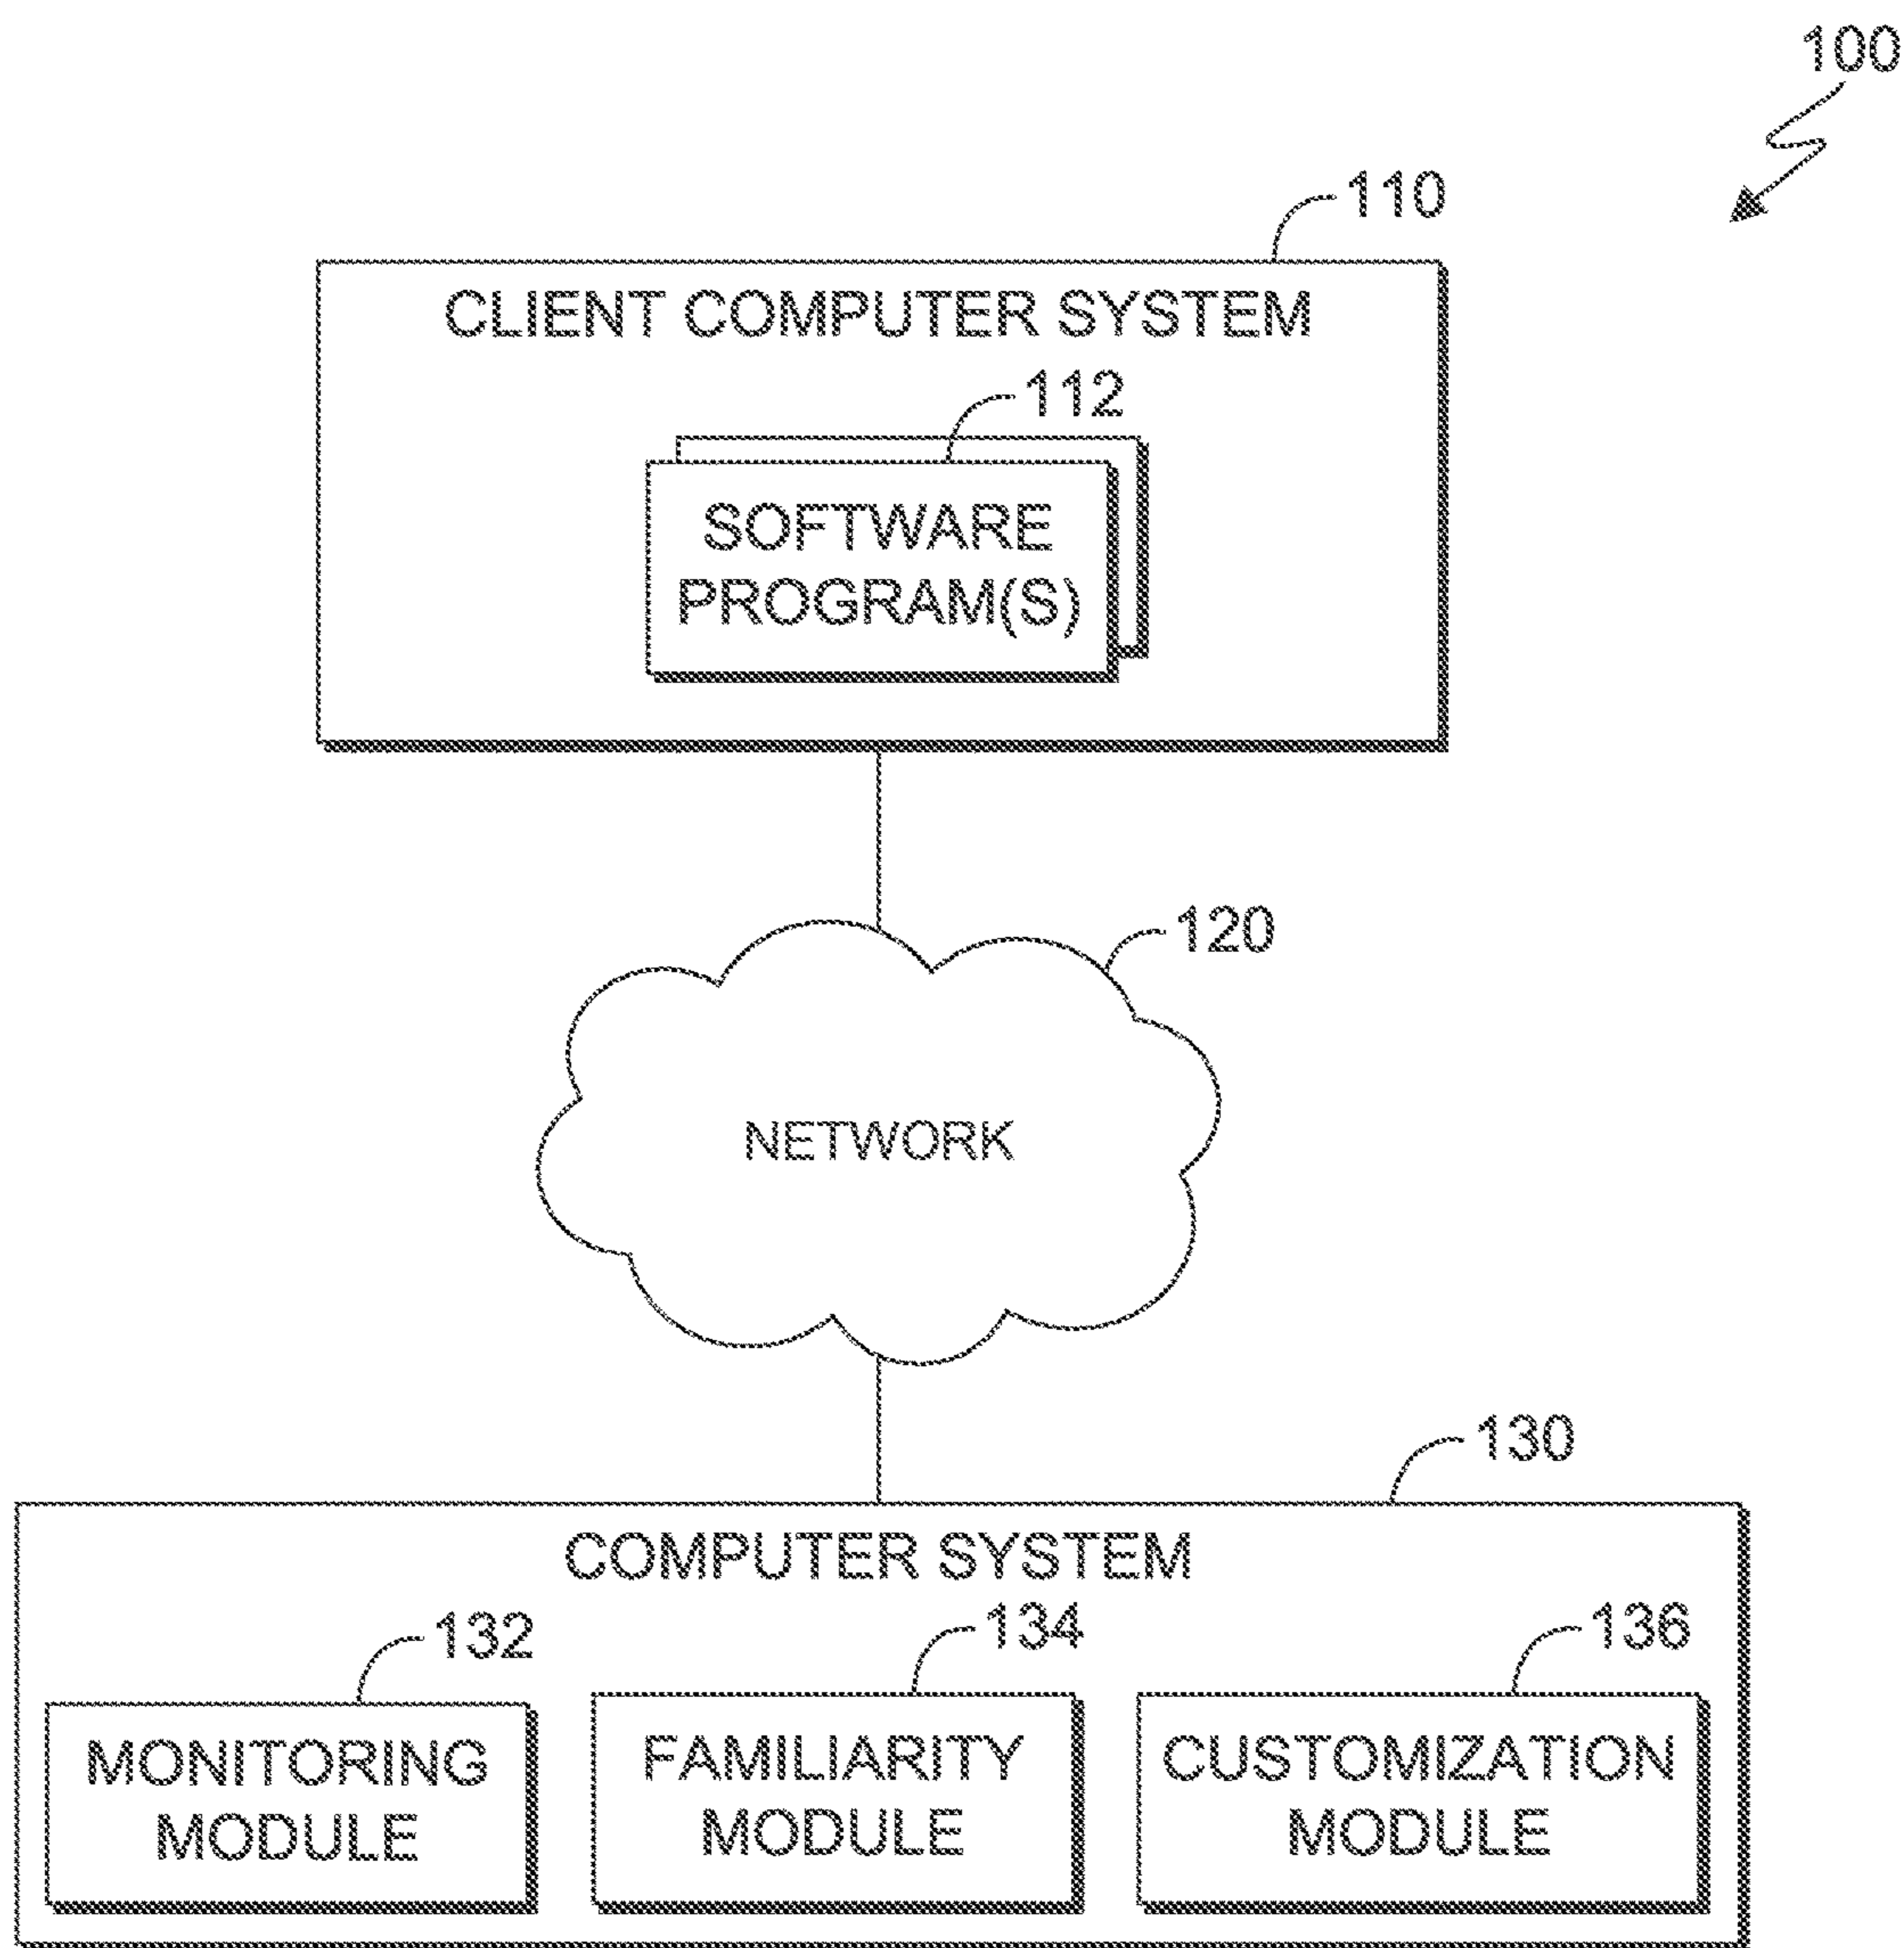 100
110
CLIENT COMPUTER SYSTEM
112
SOFTWARE
PROGRAM(S)
120
NETWORK
130
COMPUTER SYSTEM
132
134
136
MONITORING
MODULE
FAMILIARITY
MODULE
CUSTOMIZATION
MODULE